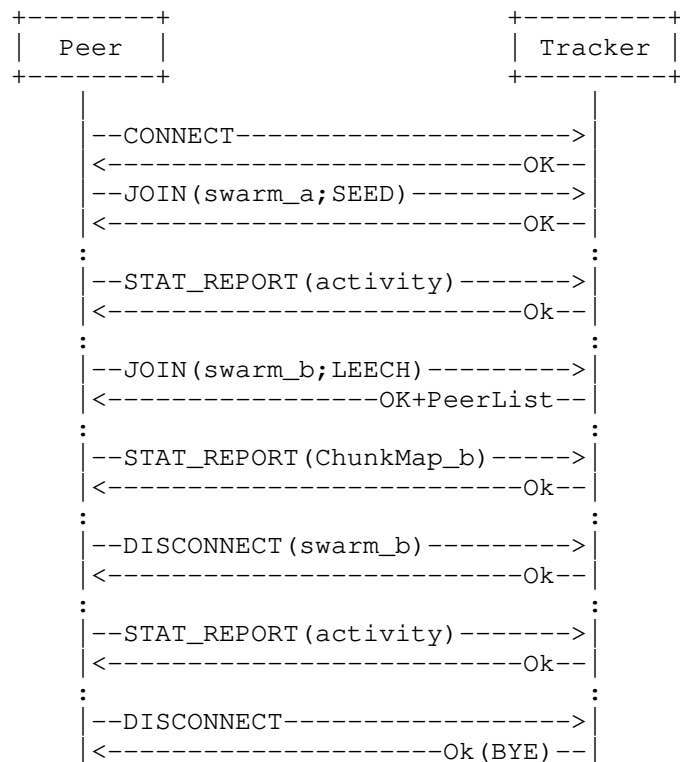 +--------+ +---------+
| Peer | | Tracker |
+--------+ +---------+
| |
|--CONNECT--------------------->|
|<--------------------------OK--|
|--JOIN(swarm_a;SEED)---------->|
|<--------------------------OK--|
: :
|--STAT_REPORT(activity)------->|
|<--------------------------Ok--|
: :
|--JOIN(swarm_b;LEECH)--------->|
|<-----------------OK+PeerList--|
: :
|--STAT_REPORT(ChunkMap_b)----->|
|<--------------------------Ok--|
: :
|--DISCONNECT(swarm_b)--------->|
|<--------------------------Ok--|
: :
|--STAT_REPORT(activity)------->|
|<--------------------------Ok--|
: :
|--DISCONNECT------------------>|
|<---------------------Ok(BYE)--|